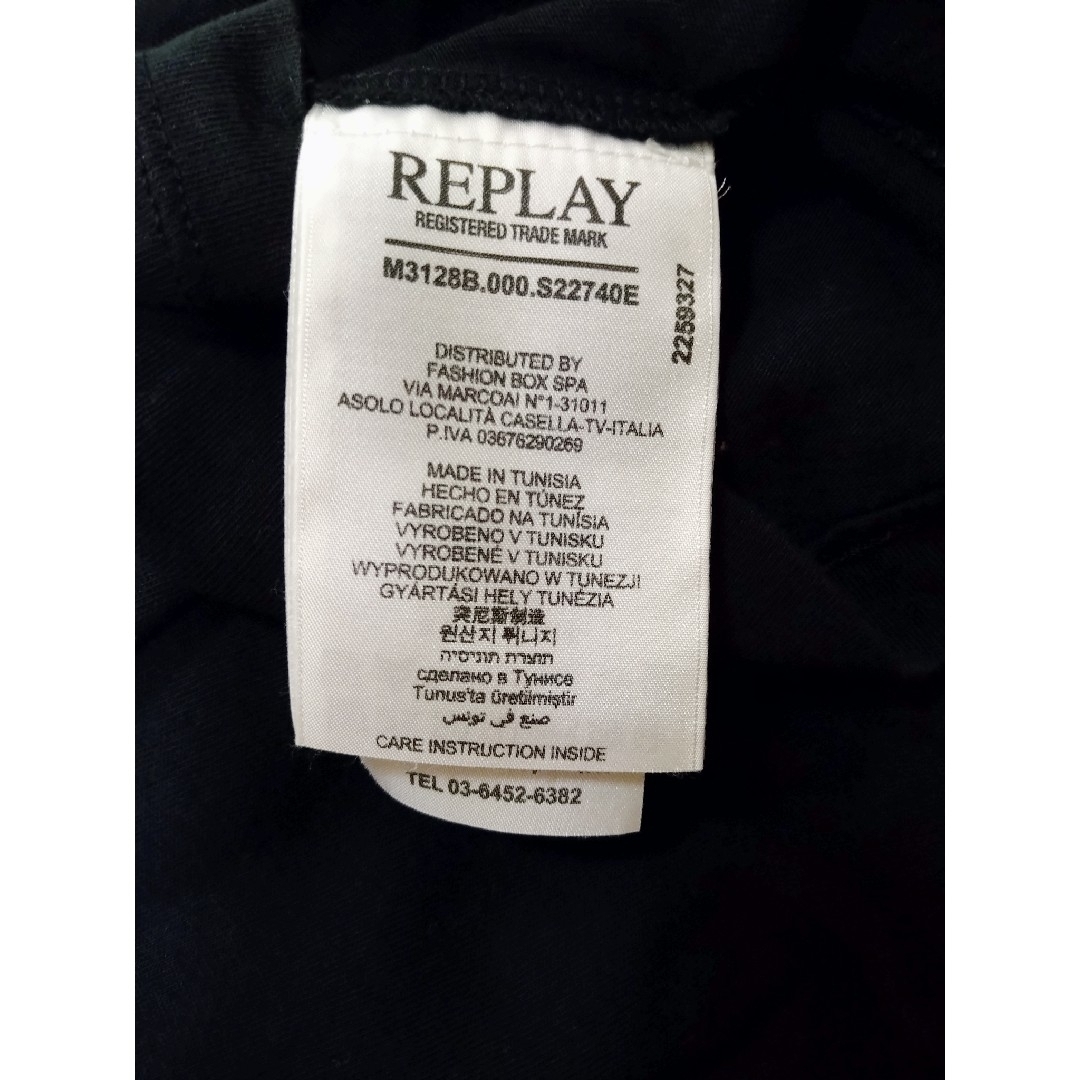 REPLAY
REGISTERED TRADE MARK
M3128B.000.S22740E
2259327
DISTRIBUTED BY
FASHION BOX SPA
VIA MARCOAI N°1-31011
ASOLO LOCALITÀ CASELLA-TV-ITALIA
P.IVA 03676290269
MADE IN TUNISIA
HECHO EN TÚNEZ
FABRICADO NA TUNÍSIA
VYROBENO V TUNISKU
VYROBENÉ V TUNISKU
WYPRODUKOWANO W TUNEZJI
GYÁRTÁSI HELY TUNÉZIA
突尼斯制造
원산지 튀니지
תוצרת תוניסיה
сделано в Тунисе
Tunus'ta üretilmiştir
صنع في تونس
CARE INSTRUCTION INSIDE
TEL 03-6452-6382